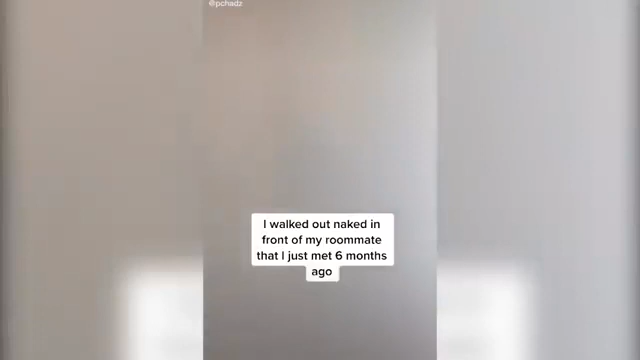 @pchadz
I walked out naked in
front of my roommate
that I just met 6 months
ago